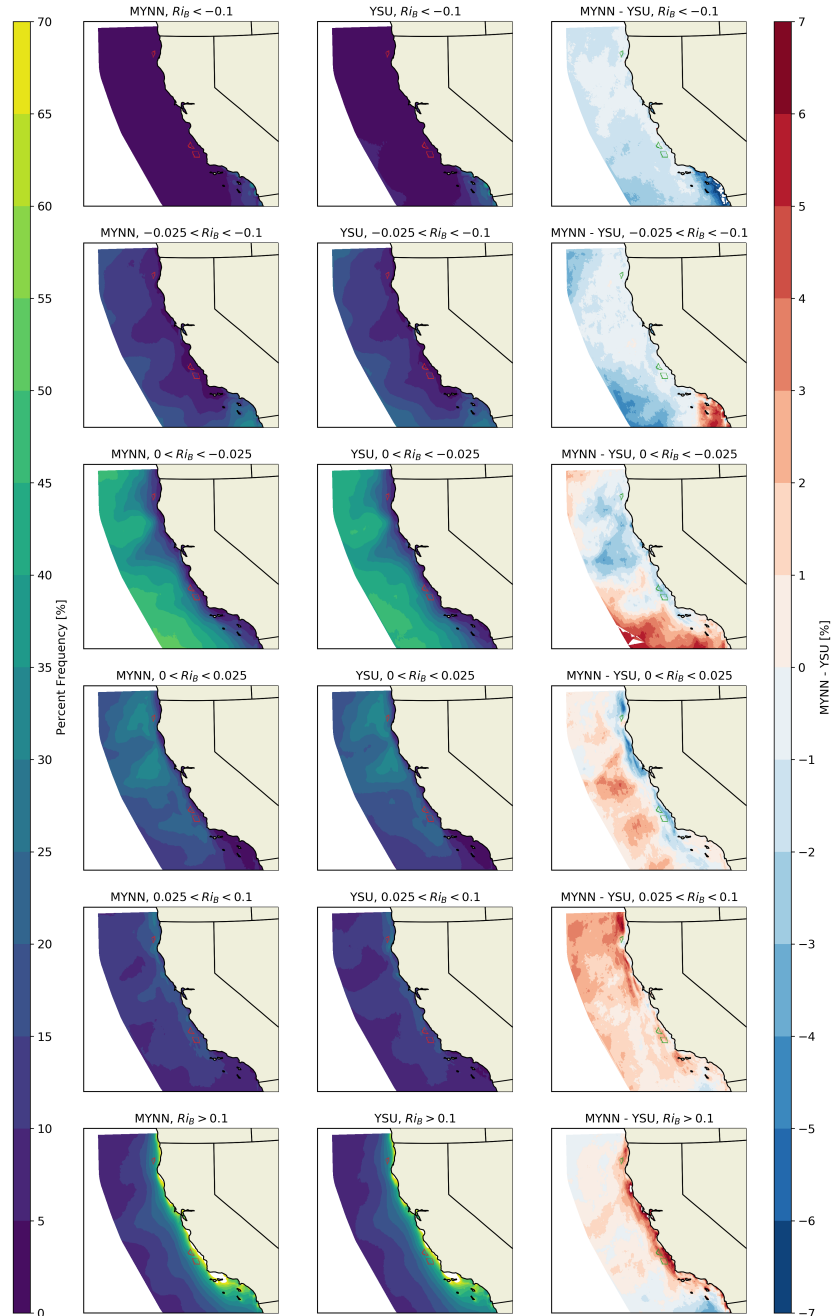 MYNN, Ri_B < −0.1
YSU, Ri_B < −0.1
MYNN - YSU, Ri_B < −0.1
MYNN, −0.025 < Ri_B < −0.1
YSU, −0.025 < Ri_B < −0.1
MYNN - YSU, −0.025 < Ri_B < −0.1
MYNN, 0 < Ri_B < −0.025
YSU, 0 < Ri_B < −0.025
MYNN - YSU, 0 < Ri_B < −0.025
MYNN, 0 < Ri_B < 0.025
YSU, 0 < Ri_B < 0.025
MYNN - YSU, 0 < Ri_B < 0.025
MYNN, 0.025 < Ri_B < 0.1
YSU, 0.025 < Ri_B < 0.1
MYNN - YSU, 0.025 < Ri_B < 0.1
MYNN, Ri_B > 0.1
YSU, Ri_B > 0.1
MYNN - YSU, Ri_B > 0.1
70
65
60
55
50
45
40
35
30
25
20
15
10
5
0
Percent Frequency [%]
7
6
5
4
3
2
1
0
−1
−2
−3
−4
−5
−6
−7
MYNN - YSU [%]